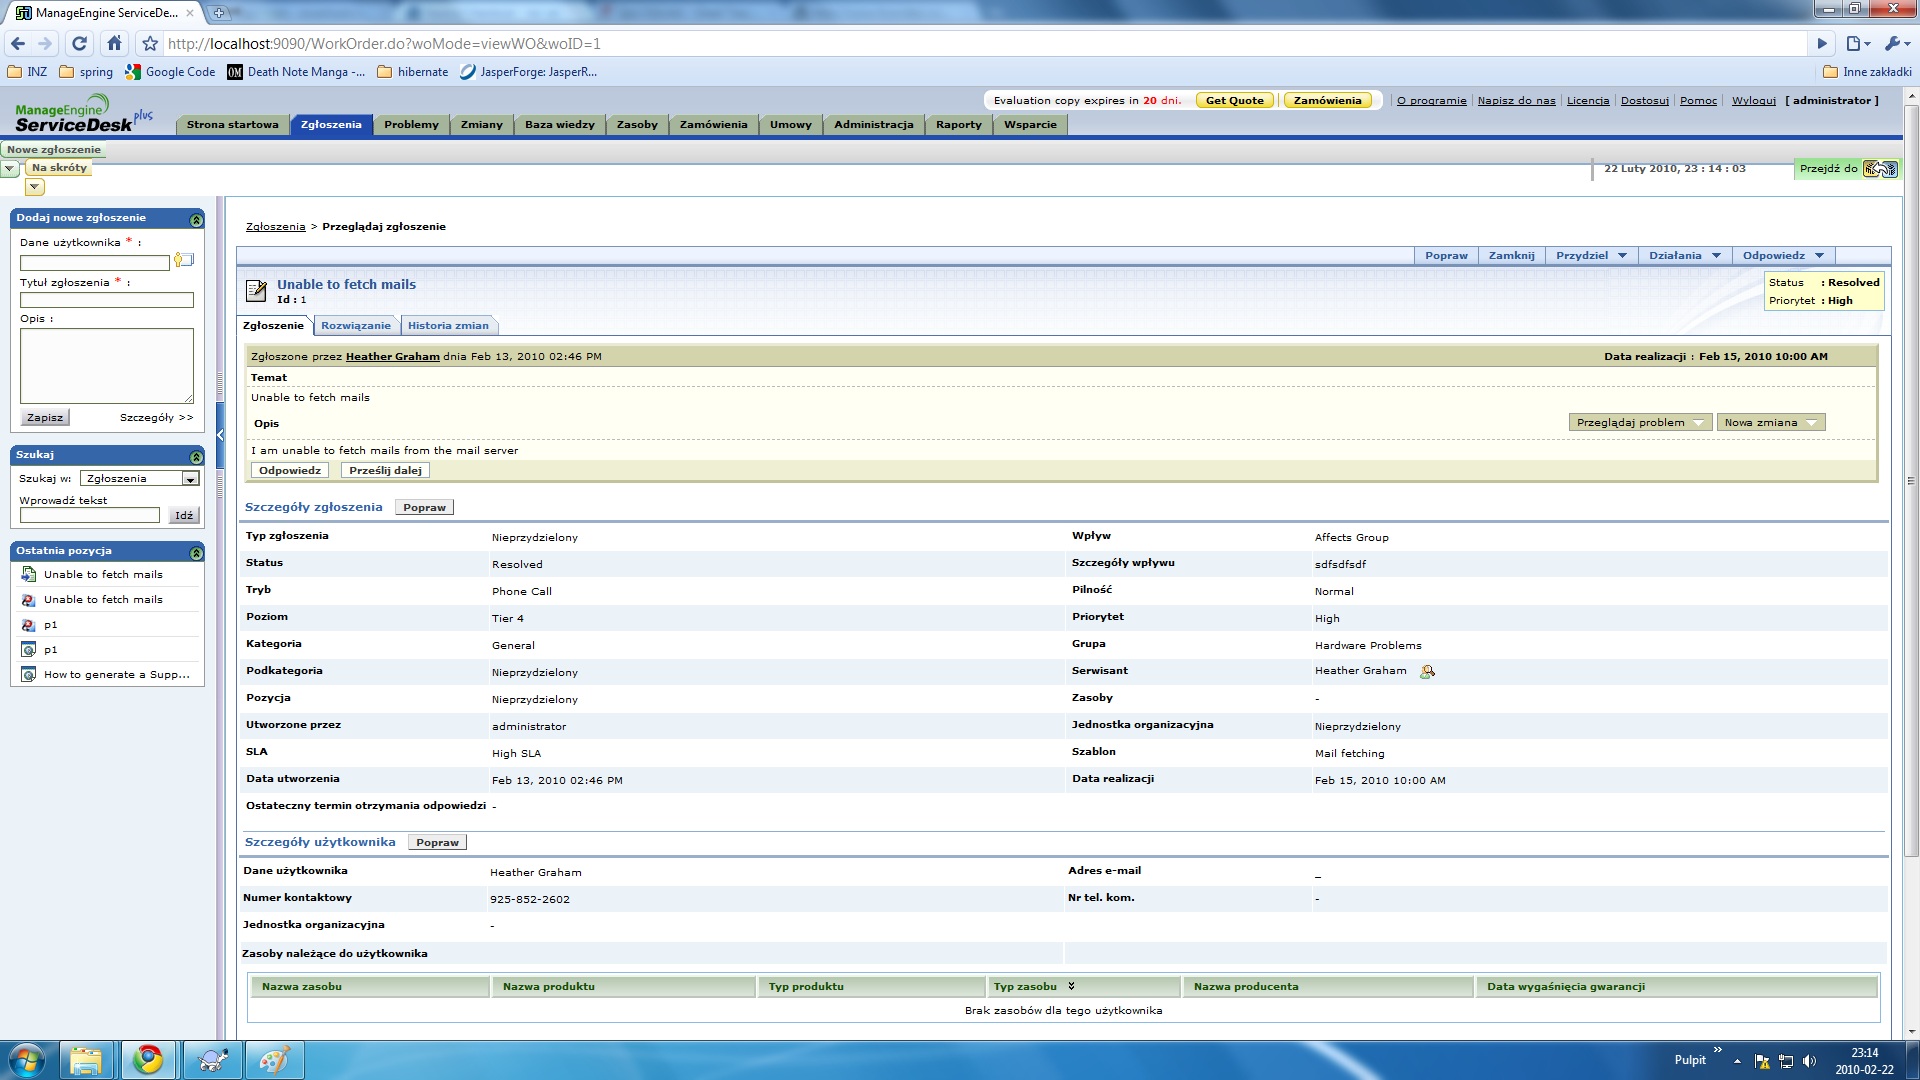 ManageEngine ServiceDe...
http://localhost:9090/WorkOrder.do?woMode=viewWO&woID=1
INZ spring Google Code Death Note Manga -... hibernate JasperForge: JasperR... Inne zakładki
ManageEngine ServiceDesk plus
Evaluation copy expires in 20 dni. Get Quote Zamówienia O programie Napisz do nas Licencja Dostosuj Pomoc Wyloguj [ administrator ]
Strona startowa Zgłoszenia Problemy Zmiany Baza wiedzy Zasoby Zamówienia Umowy Administracja Raporty Wsparcie
Nowe zgłoszenie
Na skróty
22 Luty 2010, 23 : 14 : 03 Przejdź do
Dodaj nowe zgłoszenie
Dane użytkownika * :
Tytuł zgłoszenia * :
Opis :
Zapisz Szczegóły >>
Szukaj
Szukaj w: Zgłoszenia
Wprowadź tekst
Idź
Ostatnia pozycja
Unable to fetch mails
Unable to fetch mails
p1
p1
How to generate a Supp...
Zgłoszenia > Przeglądaj zgłoszenie
Popraw Zamknij Przydziel Działania Odpowiedz
Unable to fetch mails
Id : 1
Status : Resolved
Priorytet : High
Zgłoszenie Rozwiązanie Historia zmian
Zgłoszone przez Heather Graham dnia Feb 13, 2010 02:46 PM Data realizacji : Feb 15, 2010 10:00 AM
Temat
Unable to fetch mails
Opis Przeglądaj problem Nowa zmiana
I am unable to fetch mails from the mail server
Odpowiedz Prześlij dalej
Szczegóły zgłoszenia Popraw
Typ zgłoszenia Nieprzydzielony Wpływ Affects Group
Status Resolved Szczegóły wpływu sdfsdfsdf
Tryb Phone Call Pilność Normal
Poziom Tier 4 Priorytet High
Kategoria General Grupa Hardware Problems
Podkategoria Nieprzydzielony Serwisant Heather Graham
Pozycja Nieprzydzielony Zasoby -
Utworzone przez administrator Jednostka organizacyjna Nieprzydzielony
SLA High SLA Szablon Mail fetching
Data utworzenia Feb 13, 2010 02:46 PM Data realizacji Feb 15, 2010 10:00 AM
Ostateczny termin otrzymania odpowiedzi -
Szczegóły użytkownika Popraw
Dane użytkownika Heather Graham Adres e-mail _
Numer kontaktowy 925-852-2602 Nr tel. kom. -
Jednostka organizacyjna -
Zasoby należące do użytkownika
Nazwa zasobu Nazwa produktu Typ produktu Typ zasobu Nazwa producenta Data wygaśnięcia gwarancji
Brak zasobów dla tego użytkownika
Pulpit 23:14
2010-02-22